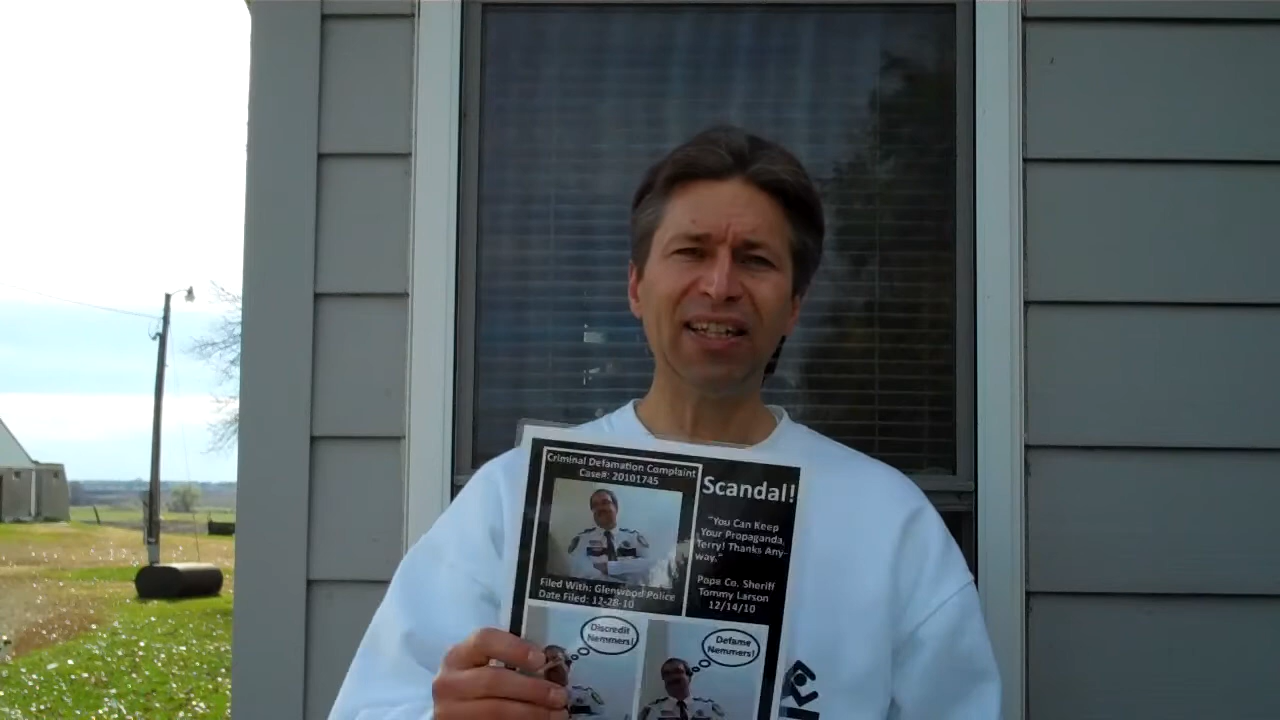 Criminal Defamation Complaint
Case#: 20101745
Filed With: Glenwood Police
Date Filed: 12-28-10
Scandal!
"You Can Keep
Your Propaganda,
Terry! Thanks Any-
way."
Pope Co. Sheriff
Tommy Larson
12/14/10
Discredit
Nemmers!
Defame
Nemmers!